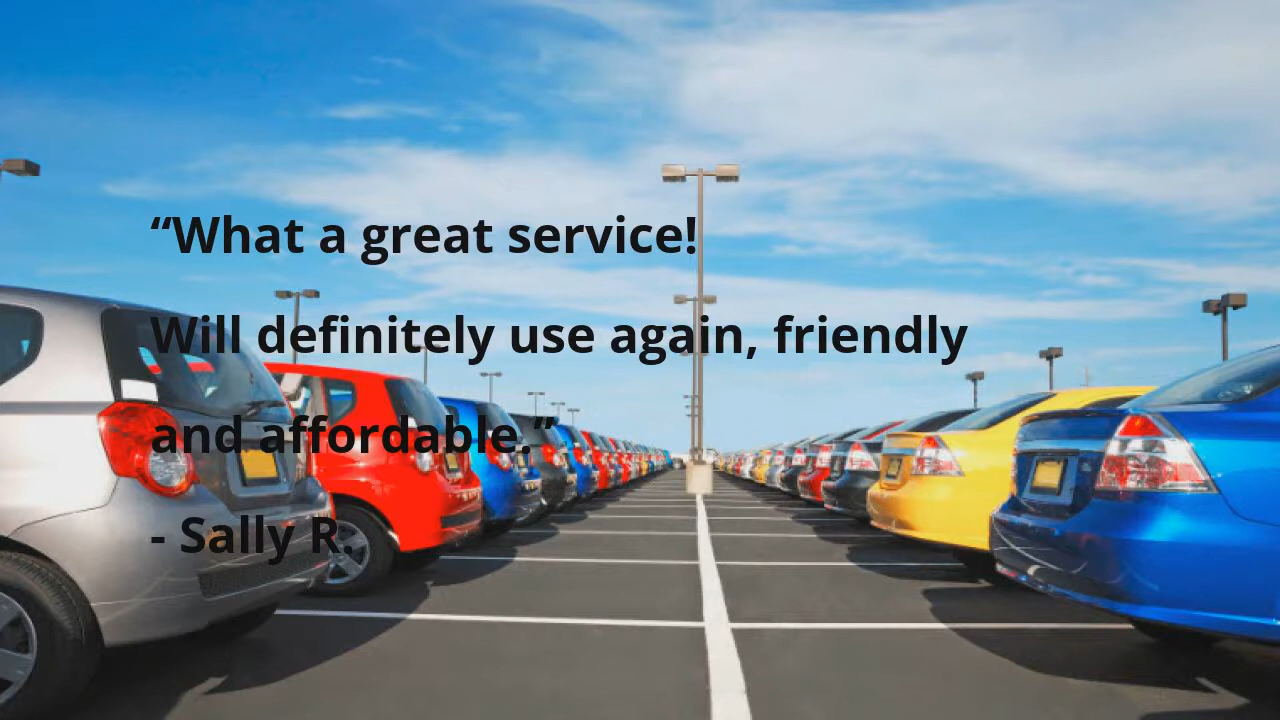 “What a great service!
Will definitely use again, friendly
and affordable.”
- Sally R.